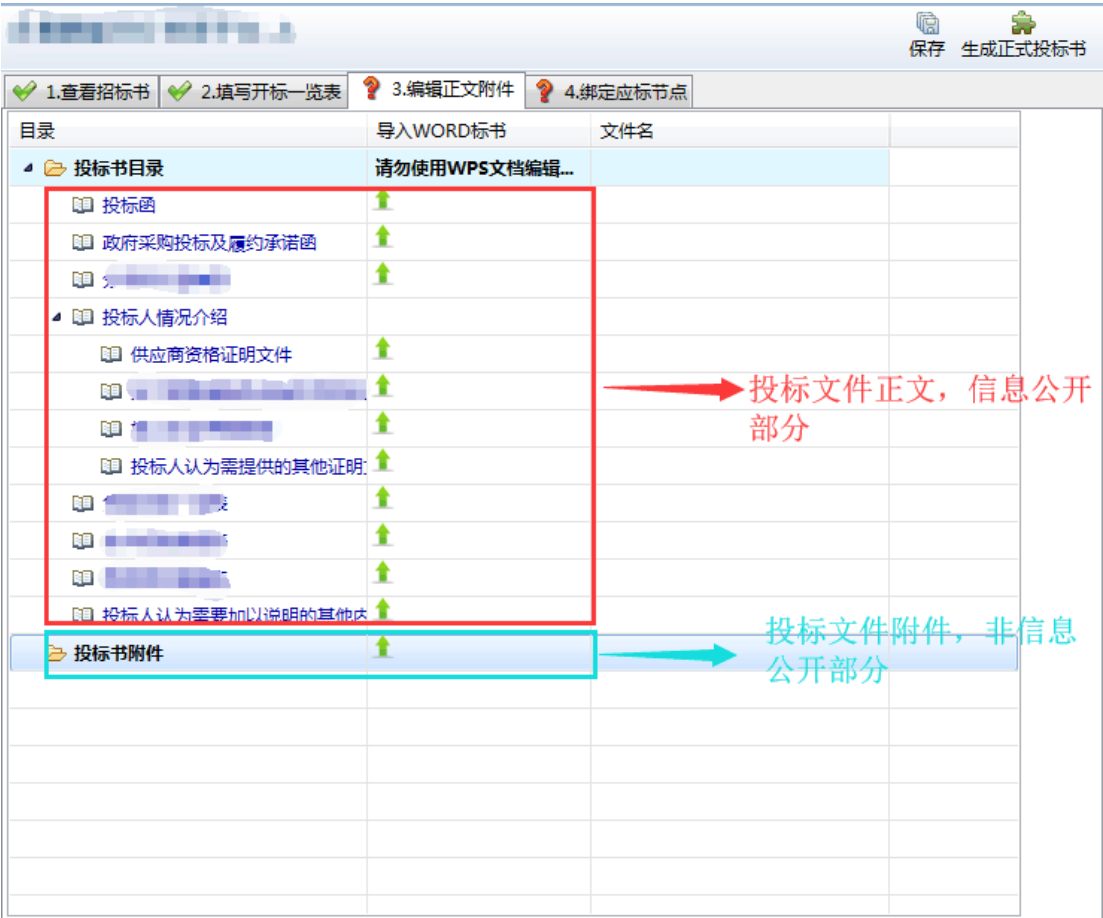 保存 生成正式投标书
1.查看招标书 2.填写开标一览表 3.编辑正文附件 4.绑定应标节点
目录 导入WORD标书 文件名
投标书目录 请勿使用WPS文档编辑...
投标函
政府采购投标及履约承诺函
投标人情况介绍
供应商资格证明文件
投标文件正文，信息公开
部分
投标人认为需提供的其他证明
投标人认为需要加以说明的其他内
投标文件附件，非信息
公开部分
投标书附件